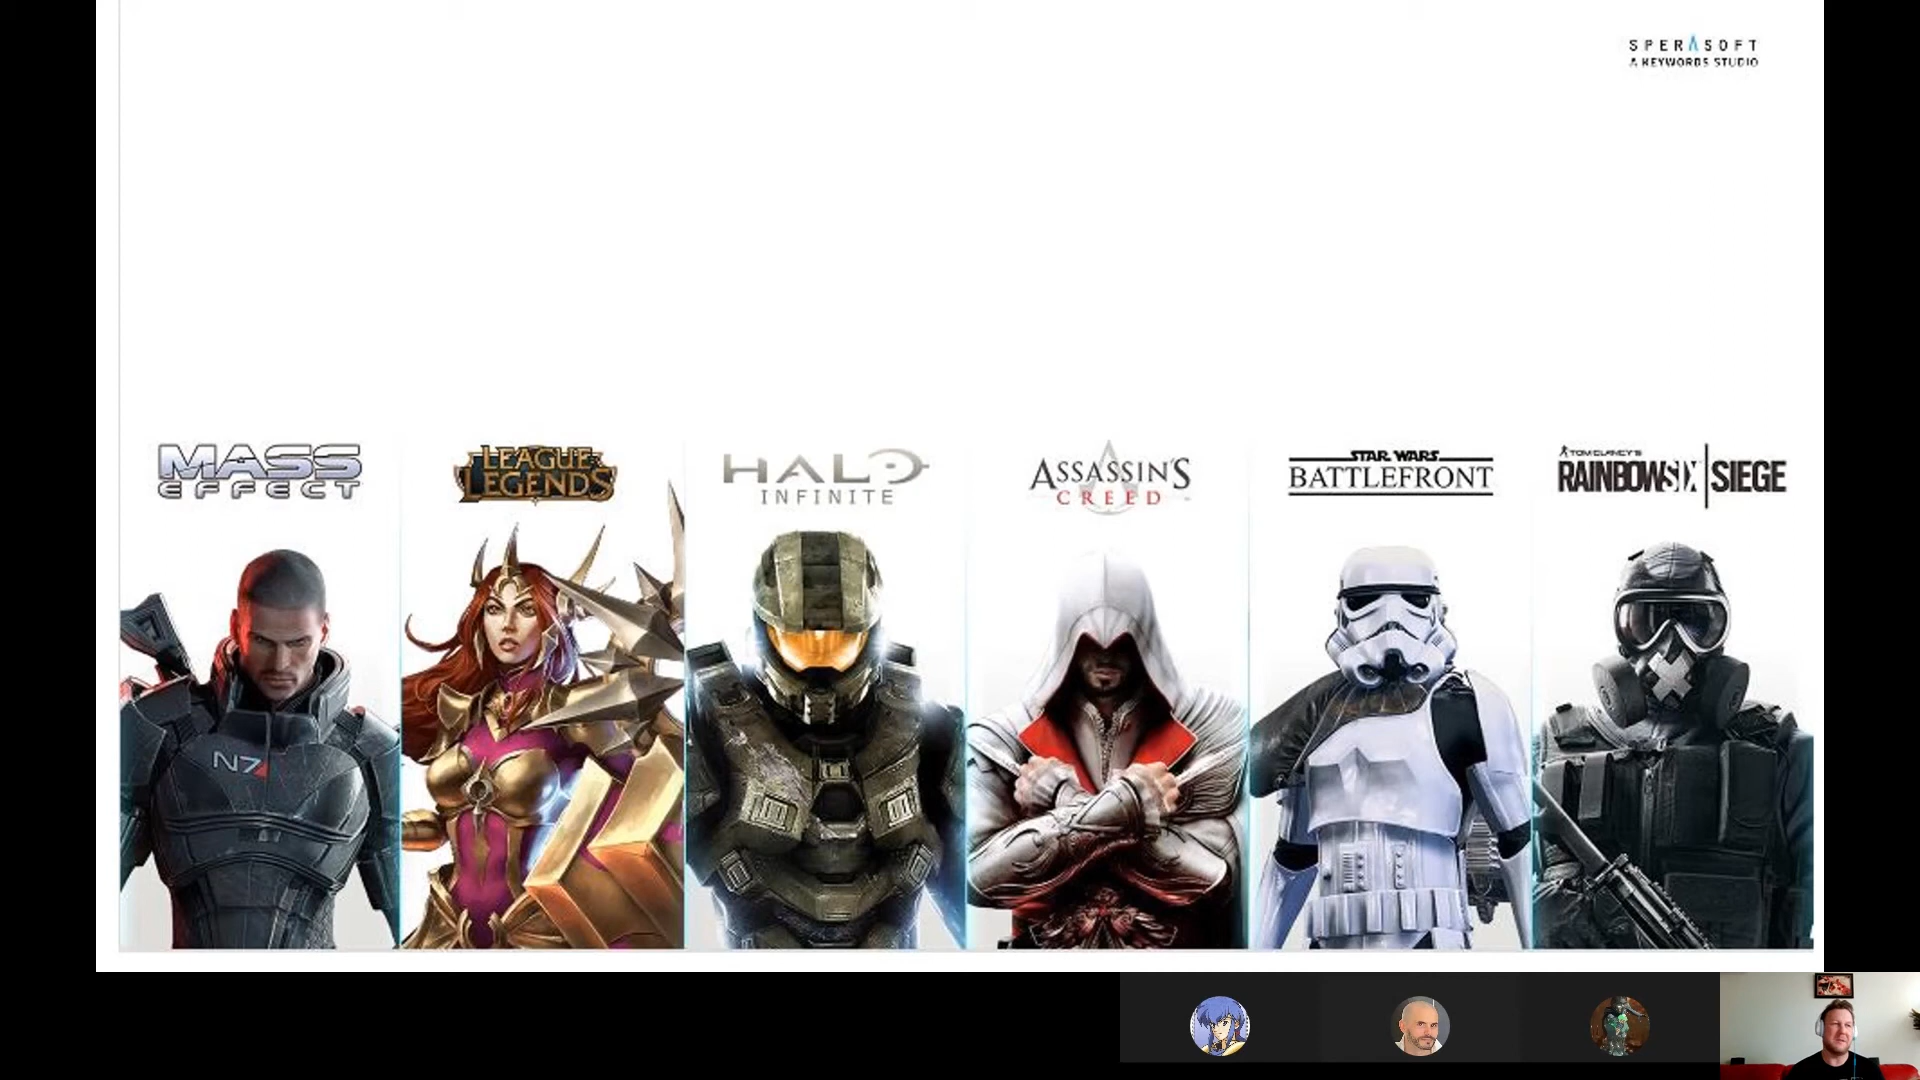 SPERASOFT
A KEYWORDS STUDIO
MASS
EFFECT
LEAGUE
OF
LEGENDS
HALO
INFINITE
ASSASSIN'S
CREED
STAR WARS
BATTLEFRONT
TOM CLANCY'S
RAINBOW SIX | SIEGE
N7